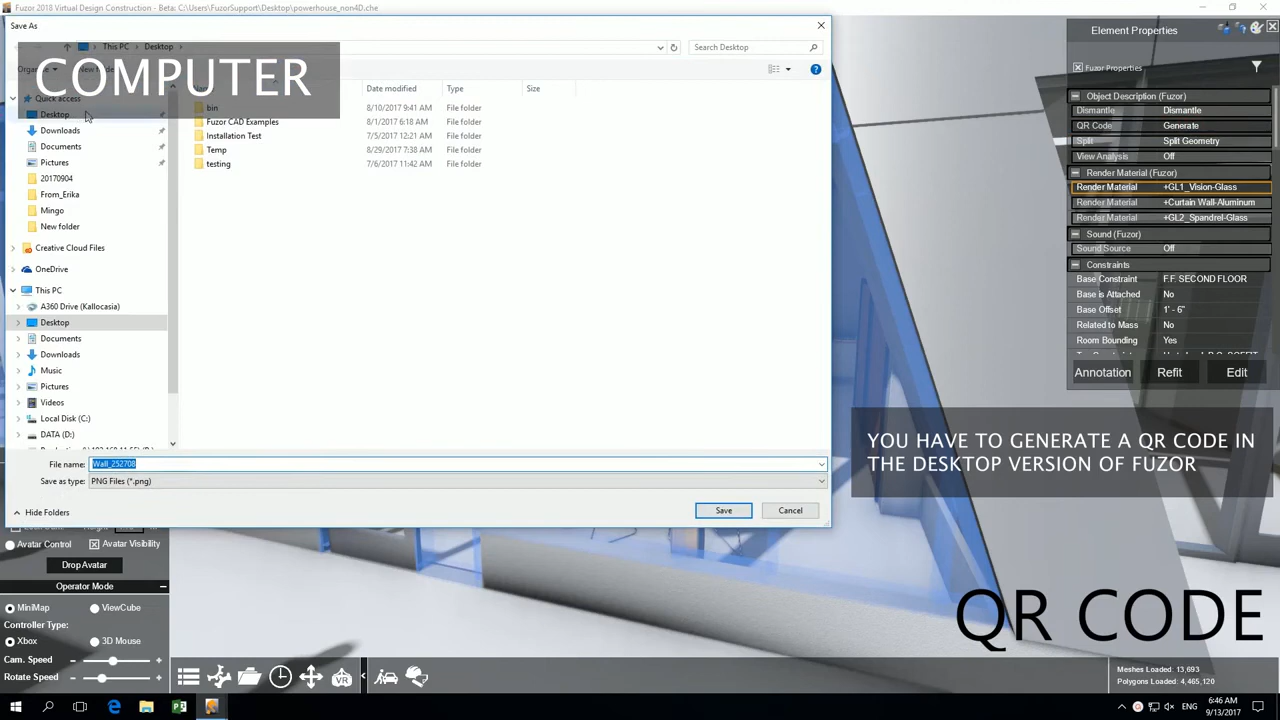 Fuzor 2018 Virtual Design Construction - Beta: C:\Users\FuzorSupport\Desktop\powerhouse_non4D.che
Save As
This PC > Desktop >
Search Desktop
COMPUTER
Date modified
Type
Size
Quick access
Desktop
Downloads
Documents
Pictures
20170904
From_Erika
Mingo
New folder
Creative Cloud Files
OneDrive
This PC
A360 Drive (Kallocasia)
Desktop
Documents
Downloads
Music
Pictures
Videos
Local Disk (C:)
DATA (D:)
bin 8/10/2017 9:41 AM File folder
Fuzor CAD Examples 8/1/2017 6:18 AM File folder
Installation Test 7/5/2017 12:21 AM File folder
Temp 8/29/2017 7:38 AM File folder
testing 7/6/2017 11:42 AM File folder
File name: Wall_252708
Save as type: PNG Files (*.png)
Hide Folders
Save
Cancel
Element Properties
Fuzor Properties
Object Description (Fuzor)
Dismantle Dismantle
QR Code Generate
Split Split Geometry
View Analysis Off
Render Material (Fuzor)
Render Material +GL1_Vision-Glass
Render Material +Curtain Wall-Aluminum
Render Material +GL2_Spandrel-Glass
Sound (Fuzor)
Sound Source Off
Constraints
Base Constraint F.F. SECOND FLOOR
Base is Attached No
Base Offset 1' - 6"
Related to Mass No
Room Bounding Yes
Annotation Refit Edit
YOU HAVE TO GENERATE A QR CODE IN
THE DESKTOP VERSION OF FUZOR
QR CODE
Avatar Control Avatar Visibility
Drop Avatar
Operator Mode
MiniMap ViewCube
Controller Type:
Xbox 3D Mouse
Cam. Speed - +
Rotate Speed - +
VR
Meshes Loaded: 13,693
Polygons Loaded: 4,465,120
ENG
6:46 AM
9/13/2017